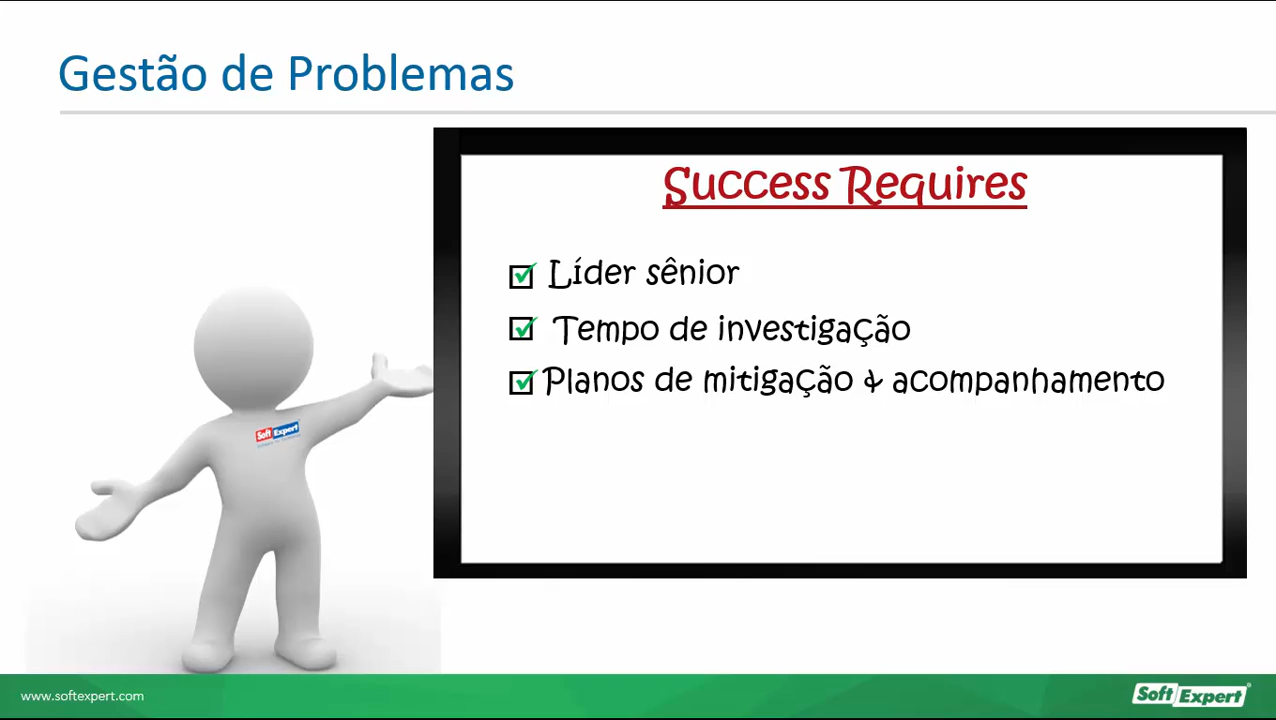 Gestão de Problemas
Success Requires
Líder sênior
Tempo de investigação
Planos de mitigação & acompanhamento
Soft Expert
www.softexpert.com
Soft Expert®